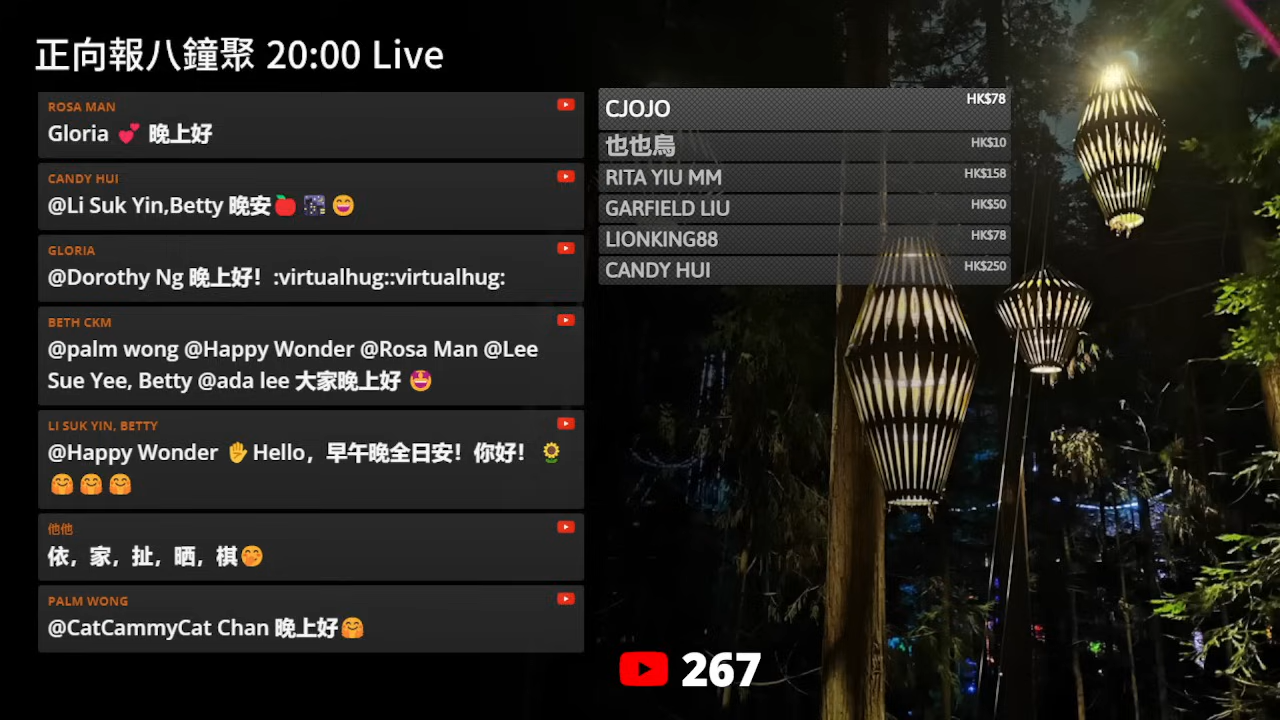 正向報八鐘聚 20:00 Live
ROSA MAN
Gloria 💕 晚上好
CANDY HUI
@Li Suk Yin,Betty 晚安🍎 🎆 😄
GLORIA
@Dorothy Ng 晚上好！:virtualhug::virtualhug:
BETH CKM
@palm wong @Happy Wonder @Rosa Man @Lee
Sue Yee, Betty @ada lee 大家晚上好 🤩
LI SUK YIN, BETTY
@Happy Wonder ✋Hello，早午晚全日安！你好！ 🌻
🤗 🤗 🤗
他他
依，家，扯，晒，棋🤭
PALM WONG
@CatCammyCat Chan 晚上好🤗
CJOJO HK$78
也也烏 HK$10
RITA YIU MM HK$158
GARFIELD LIU HK$50
LIONKING88 HK$78
CANDY HUI HK$250
267